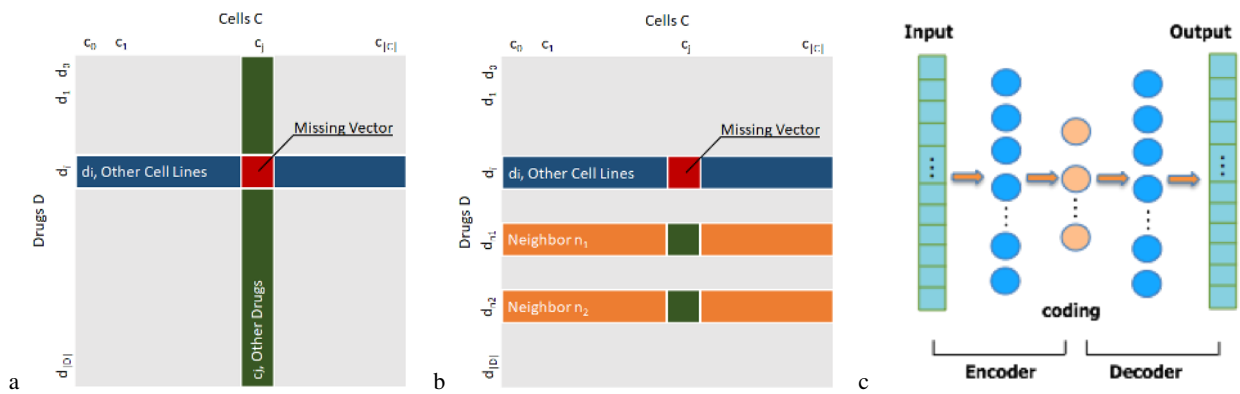 Cells C
c0 c1 cj c|C|
d0
d1
di
d|D|
Drugs D
Missing Vector
di, Other Cell Lines
cj, Other Drugs
a
Cells C
c0 c1 cj c|C|
d0
d1
di
dn1
dn2
d|D|
Drugs D
Missing Vector
di, Other Cell Lines
Neighbor n1
Neighbor n2
b
Input
Output
coding
Encoder
Decoder
c